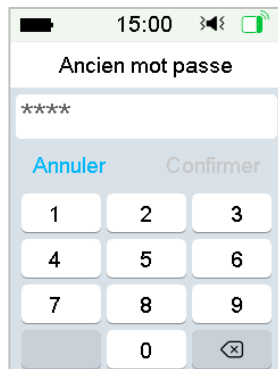 15:00
Ancien mot passe
****
Annuler Confirmer
1 2 3
4 5 6
7 8 9
0